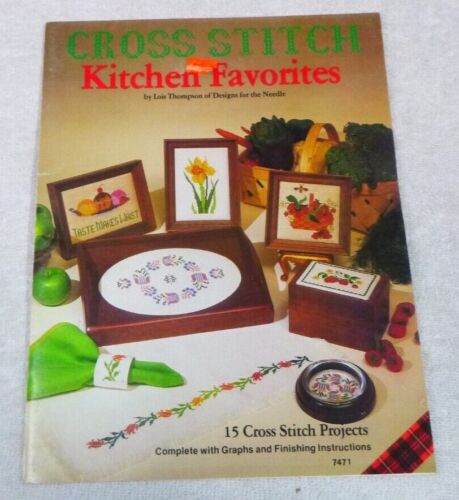 CROSS STITCH
Kitchen Favorites
by Lois Thompson of Designs for the Needle
TASTE MAKES WAIST
15 Cross Stitch Projects
Complete with Graphs and Finishing Instructions
7471